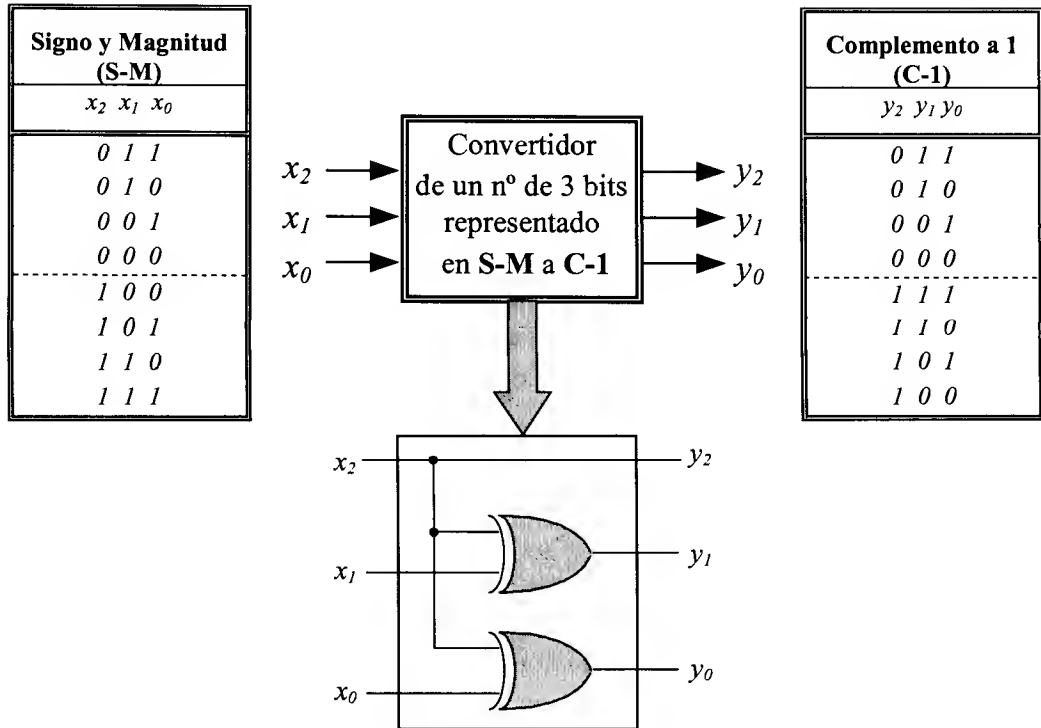 Signo y Magnitud
(S-M)
x2 x1 x0
0 1 1
0 1 0
0 0 1
0 0 0
1 0 0
1 0 1
1 1 0
1 1 1
x2
x1
x0
Convertidor
de un nº de 3 bits
representado
en S-M a C-1
y2
y1
y0
Complemento a 1
(C-1)
y2 y1 y0
0 1 1
0 1 0
0 0 1
0 0 0
1 1 1
1 1 0
1 0 1
1 0 0
x2
y2
x1
y1
x0
y0